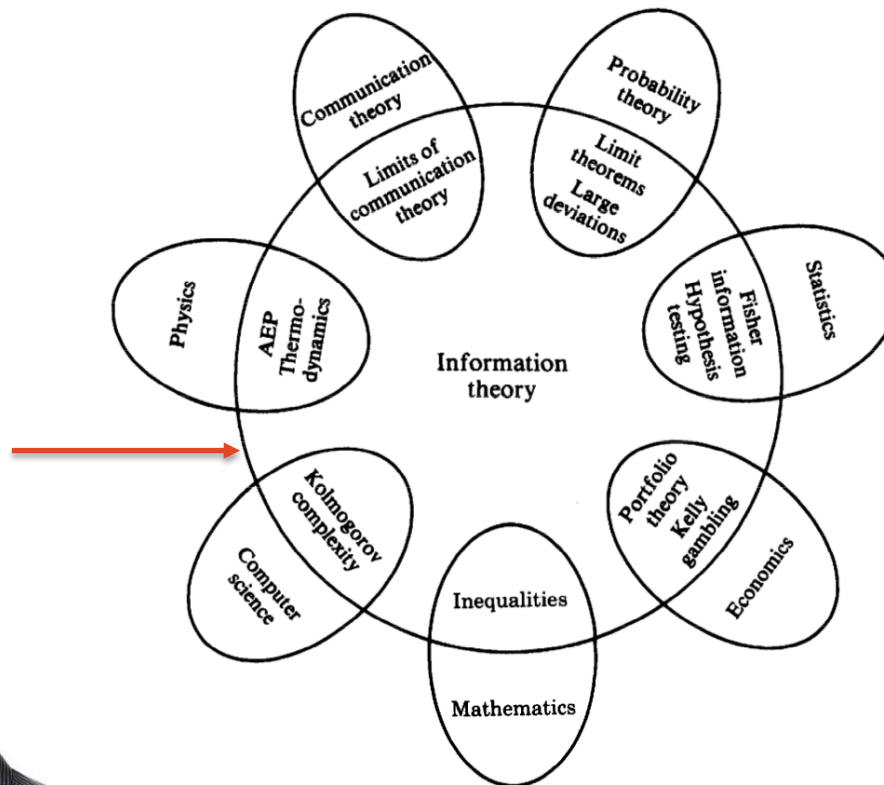 Communication
theory
Limits of
communication
theory
Probability
theory
Limit
theorems
Large
deviations
Physics
AEP
Thermo-
dynamics
Information
theory
Statistics
Fisher
information
Hypothesis
testing
Computer
science
Kolmogorov
complexity
Inequalities
Mathematics
Portfolio
theory
Kelly
gambling
Economics